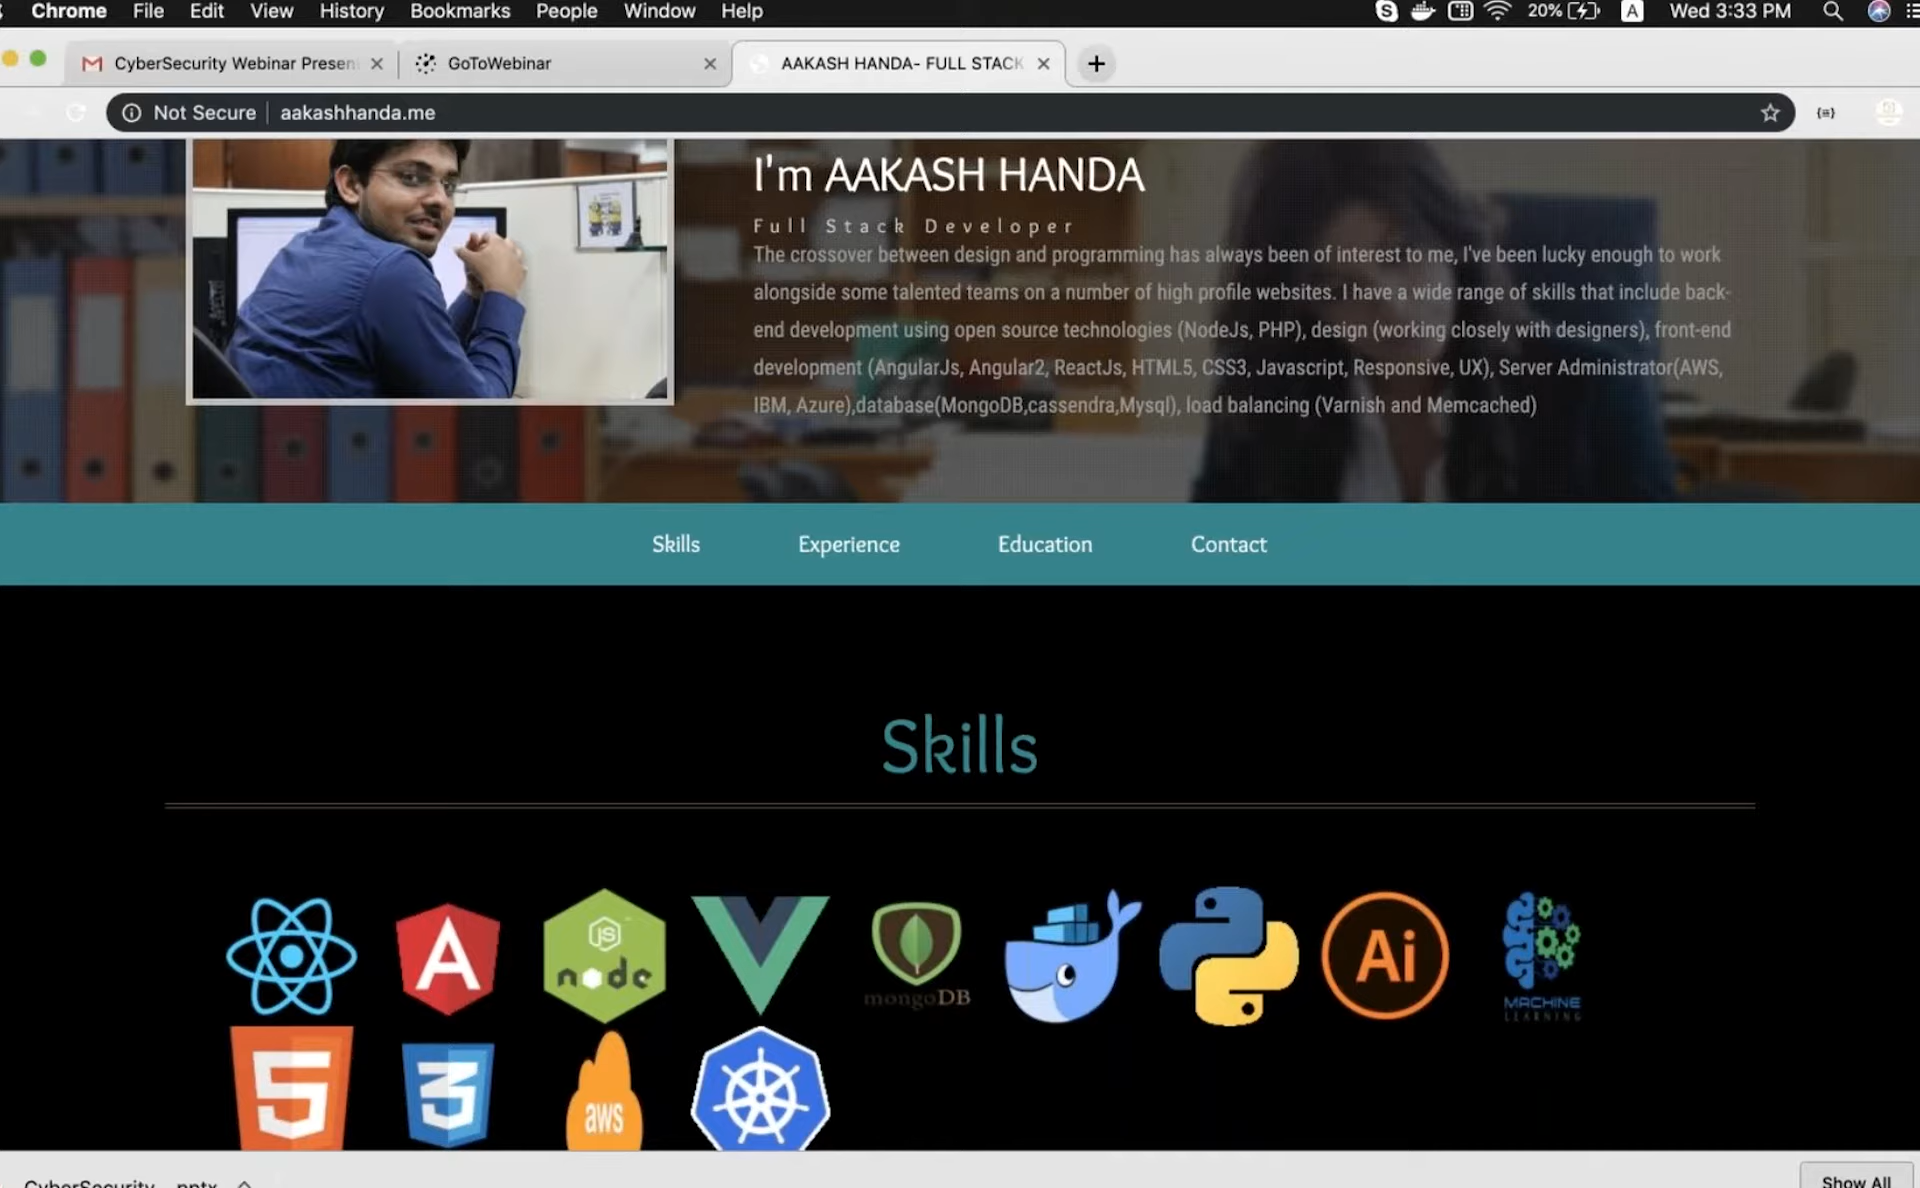 Chrome File Edit View History Bookmarks People Window Help 20% A Wed 3:33 PM
CyberSecurity Webinar Presen GoToWebinar AAKASH HANDA- FULL STACK
Not Secure aakashhanda.me
I'm AAKASH HANDA
Full Stack Developer
The crossover between design and programming has always been of interest to me, I've been lucky enough to work
alongside some talented teams on a number of high profile websites. I have a wide range of skills that include back-
end development using open source technologies (NodeJs, PHP), design (working closely with designers), front-end
development (AngularJs, Angular2, ReactJs, HTML5, CSS3, Javascript, Responsive, UX), Server Administrator(AWS,
IBM, Azure),database(MongoDB,cassendra,Mysql), load balancing (Varnish and Memcached)
Skills Experience Education Contact
Skills
A JS node mongoDB Ai MACHINE LEARNING
5 3 aws
CyberSecurity....pptx Show All